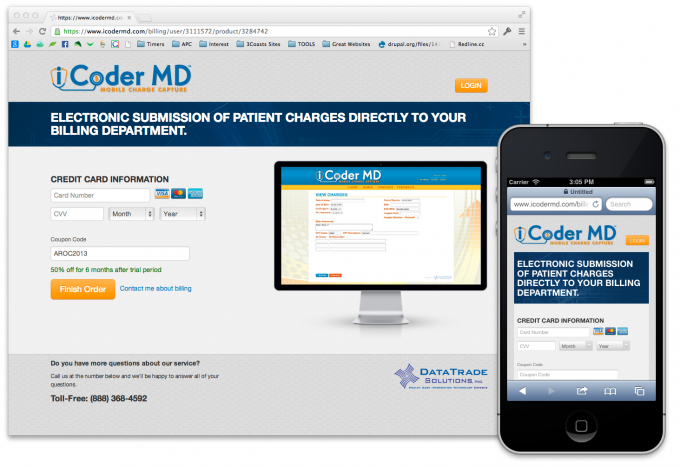 https://www.icodermd.co
https://www.icodermd.com/billing/user/3111572/product/3284742
Timers
APC
Interest
3Coasts Stuff
TOOLS
Great Websites
drupal.org/files/1
Redline.cc
iCoder MD
MOBILE CHARGE CAPTURE
LOGIN
ELECTRONIC SUBMISSION OF PATIENT CHARGES DIRECTLY TO YOUR
BILLING DEPARTMENT.
CREDIT CARD INFORMATION
Card Number
VISA
CVV
Month
Year
Coupon Code
AROC2013
50% off for 6 months after trial period
Finish Order
Contact me about billing
iCoder MD
VIEW CHARGES
Do you have more questions about our service?
Call us at the number below and we'll be happy to answer all of your
questions.
Toll-Free: (888) 368-4592
DATATRADE
SOLUTIONS, INC.
Carrier
3:05 PM
Untitled
www.icodermd.com/billi
Search
iCoder MD
MOBILE CHARGE CAPTURE
LOGIN
ELECTRONIC SUBMISSION
OF PATIENT CHARGES
DIRECTLY TO YOUR BILLING
DEPARTMENT.
CREDIT CARD INFORMATION
Card Number
VISA
CVV
Month
Year
Coupon Code
Coupon Code